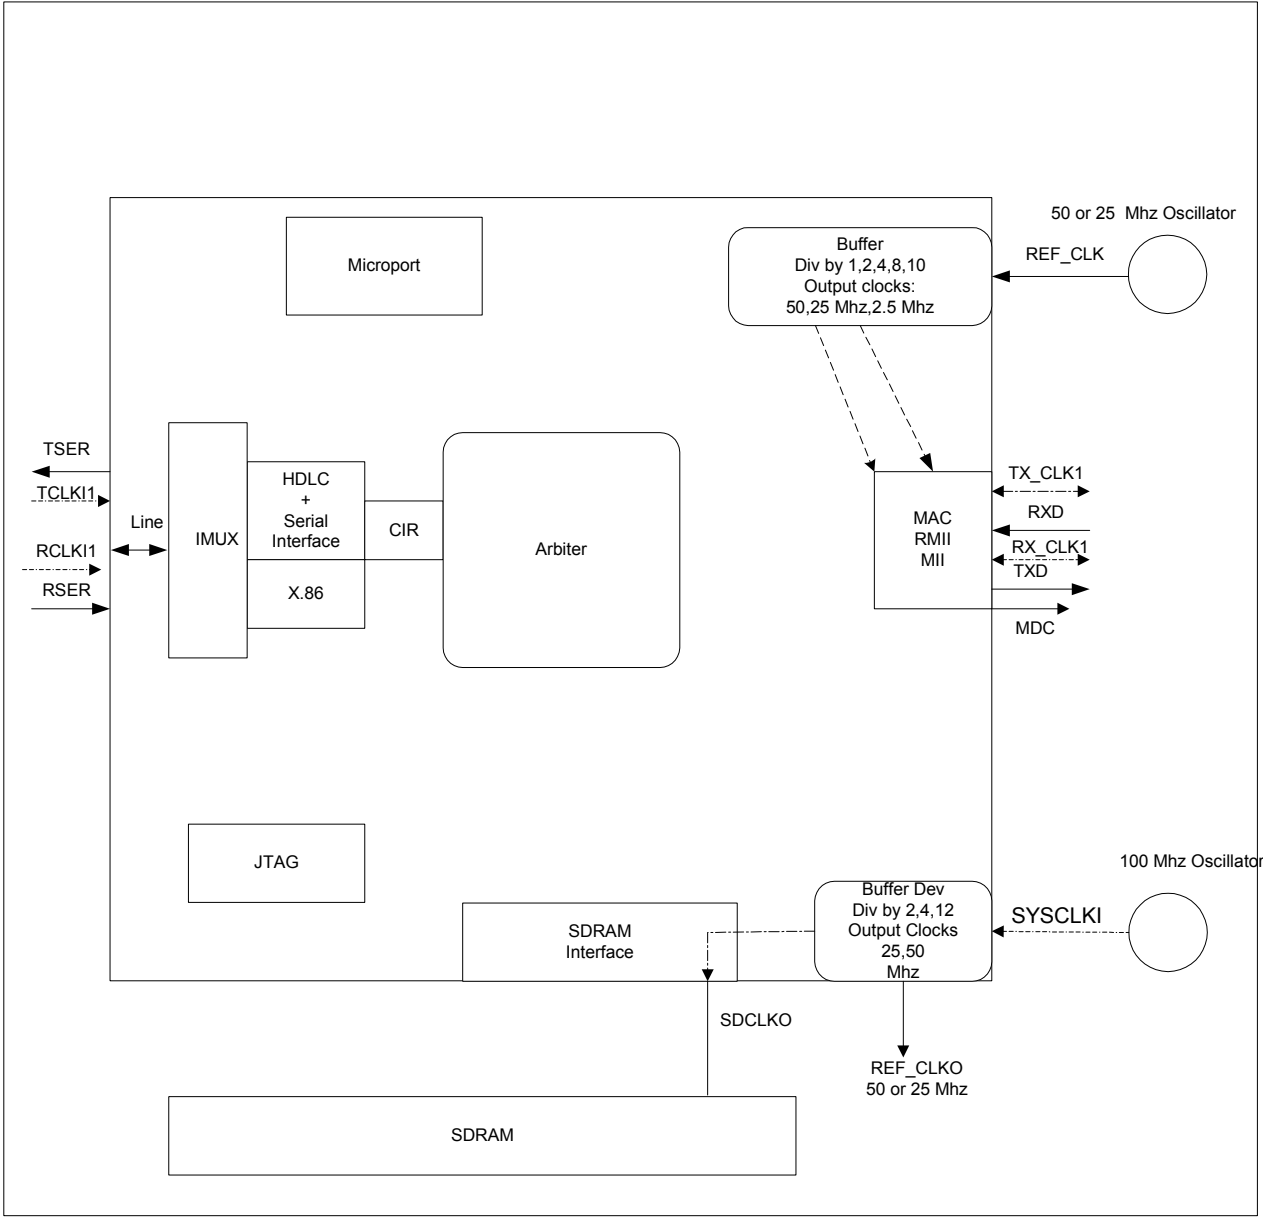 50 or 25 Mhz Oscillator
REF_CLK
Buffer
Div by 1,2,4,8,10
Output clocks:
50,25 Mhz,2.5 Mhz
Microport
TSER
TCLKI1
Line
RCLKI1
RSER
IMUX
HDLC
+
Serial
Interface
X.86
CIR
Arbiter
MAC
RMII
MII
TX_CLK1
RXD
RX_CLK1
TXD
MDC
JTAG
SDRAM
Interface
Buffer Dev
Div by 2,4,12
Output Clocks
25,50
Mhz
100 Mhz Oscillator
SYSCLKI
SDCLKO
REF_CLKO
50 or 25 Mhz
SDRAM